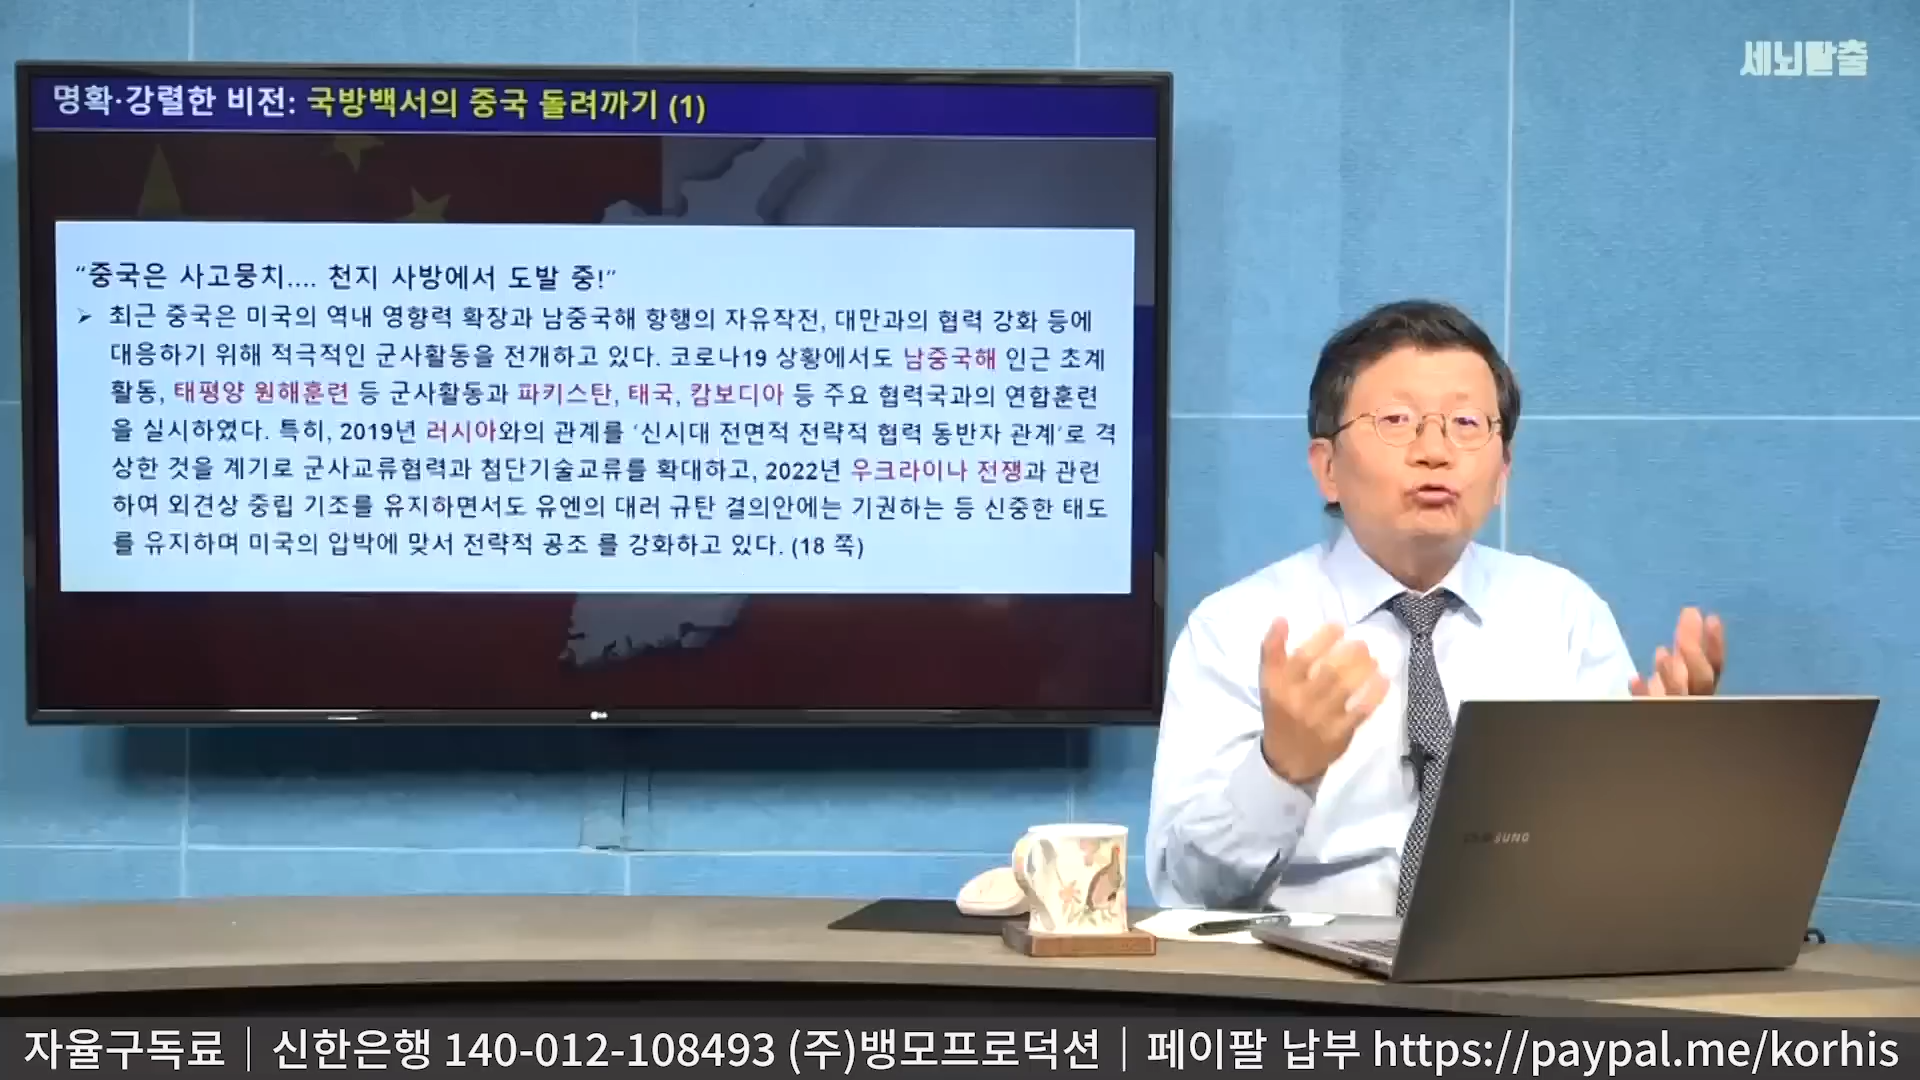 세뇌탈출
명확·강렬한 비전: 국방백서의 중국 돌려까기 (1)
“중국은 사고뭉치.... 천지 사방에서 도발 중!”
➢ 최근 중국은 미국의 역내 영향력 확장과 남중국해 항행의 자유작전, 대만과의 협력 강화 등에
대응하기 위해 적극적인 군사활동을 전개하고 있다. 코로나19 상황에서도 남중국해 인근 초계
활동, 태평양 원해훈련 등 군사활동과 파키스탄, 태국, 캄보디아 등 주요 협력국과의 연합훈련
을 실시하였다. 특히, 2019년 러시아와의 관계를 ‘신시대 전면적 전략적 협력 동반자 관계’로 격
상한 것을 계기로 군사교류협력과 첨단기술교류를 확대하고, 2022년 우크라이나 전쟁과 관련
하여 외견상 중립 기조를 유지하면서도 유엔의 대러 규탄 결의안에는 기권하는 등 신중한 태도
를 유지하며 미국의 압박에 맞서 전략적 공조 를 강화하고 있다. (18 쪽)
LG
SAMSUNG
자율구독료 | 신한은행 140-012-108493 (주)뱅모프로덕션 | 페이팔 납부 https://paypal.me/korhis